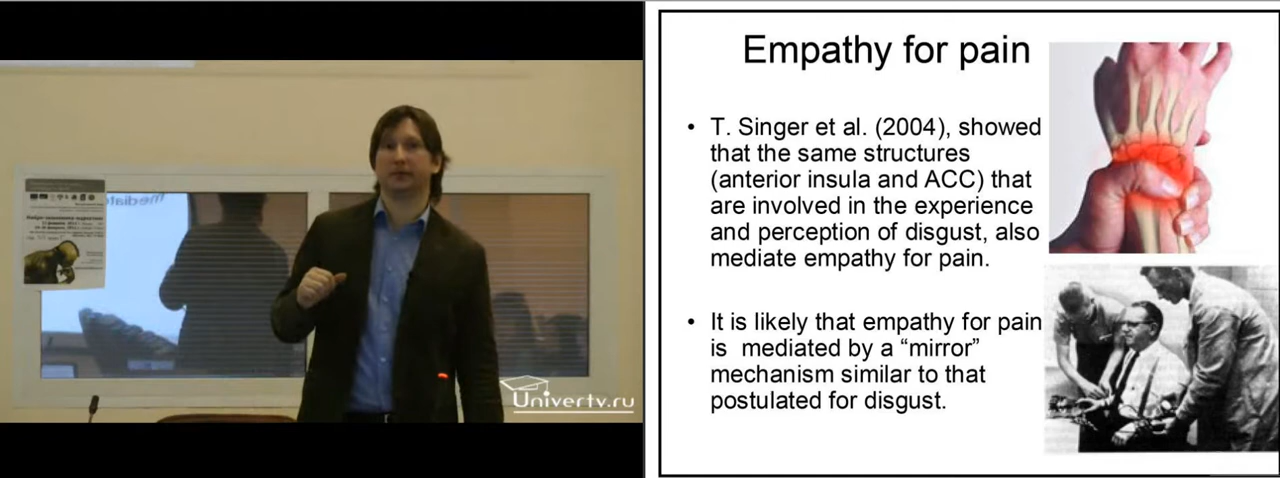 Empathy for pain
• T. Singer et al. (2004), showed
that the same structures
(anterior insula and ACC) that
are involved in the experience
and perception of disgust, also
mediate empathy for pain.
• It is likely that empathy for pain
is mediated by a “mirror”
mechanism similar to that
postulated for disgust.
Univertv.ru